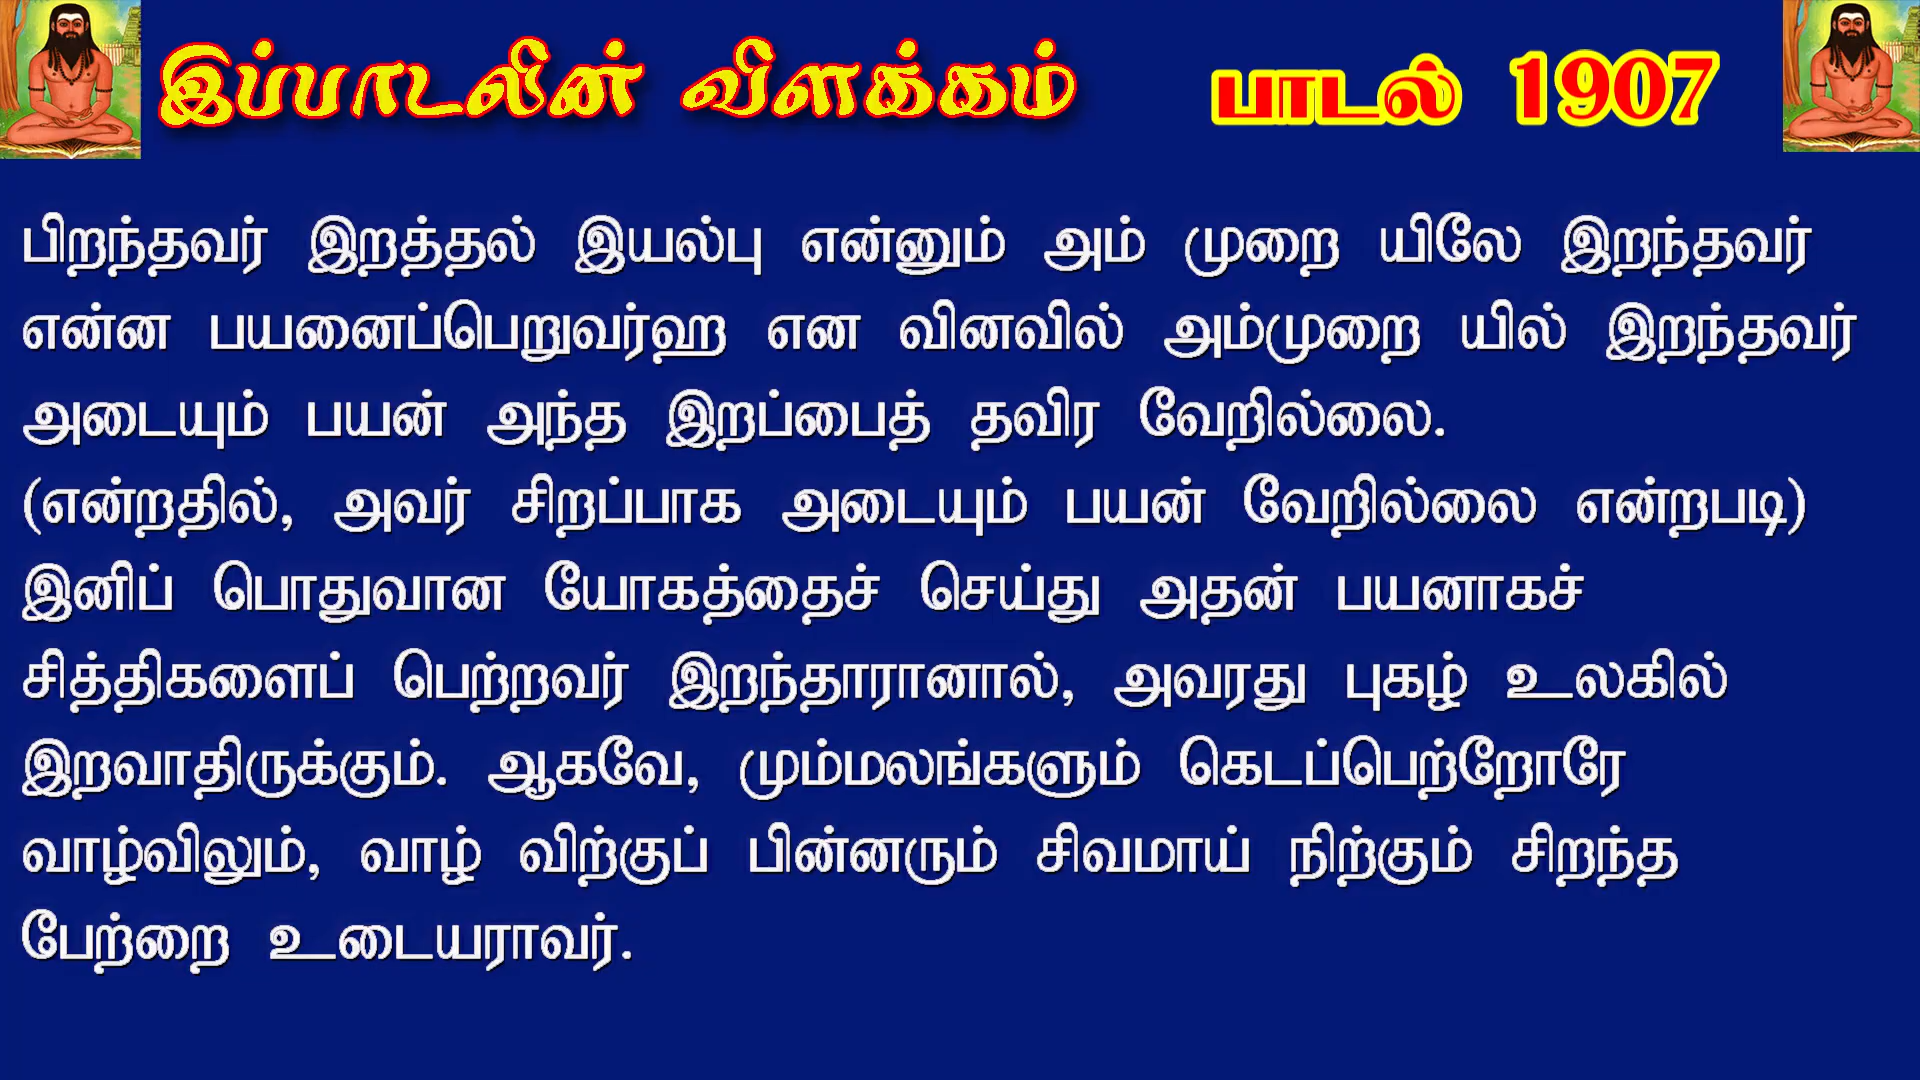 இப்பாடலின் விளக்கம் பாடல் 1907
பிறந்தவர் இறத்தல் இயல்பு என்னும் அம் முறை யிலே இறந்தவர்
என்ன பயனைப்பெறுவர்ஹ என வினவில் அம்முறை யில் இறந்தவர்
அடையும் பயன் அந்த இறப்பைத் தவிர வேறில்லை.
(என்றதில், அவர் சிறப்பாக அடையும் பயன் வேறில்லை என்றபடி)
இனிப் பொதுவான யோகத்தைச் செய்து அதன் பயனாகச்
சித்திகளைப் பெற்றவர் இறந்தாரானால், அவரது புகழ் உலகில்
இறவாதிருக்கும். ஆகவே, மும்மலங்களும் கெடப்பெற்றோரே
வாழ்விலும், வாழ் விற்குப் பின்னரும் சிவமாய் நிற்கும் சிறந்த
பேற்றை உடையராவர்.